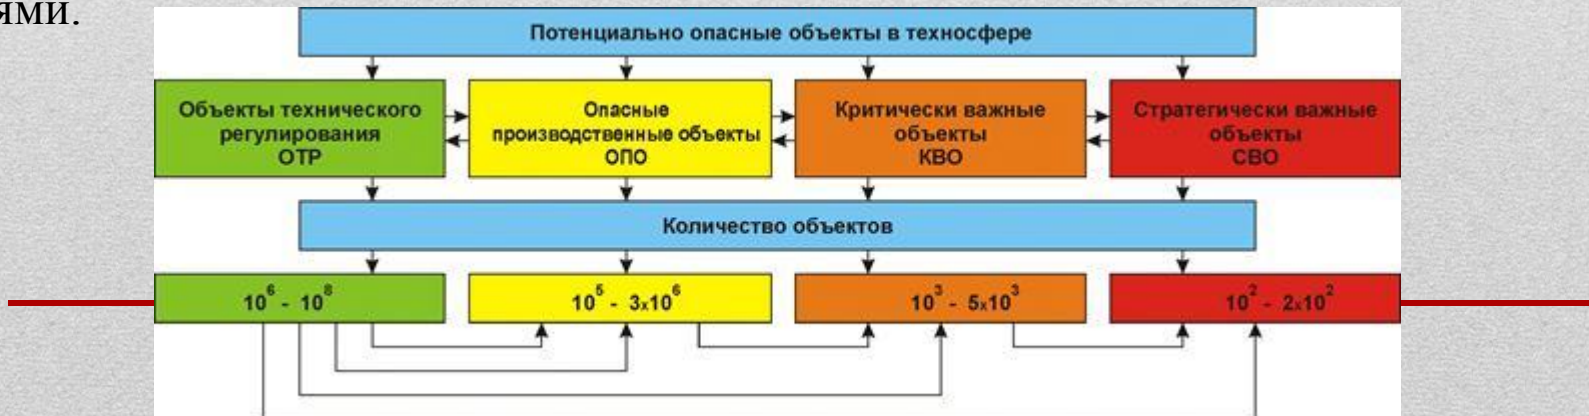 ями.
Потенциально опасные объекты в техносфере
Объекты технического
регулирования
ОТР
Опасные
производственные объекты
ОПО
Критически важные
объекты
КВО
Стратегически важные
объекты
СВО
Количество объектов
10⁶ - 10⁸
10⁵ - 3x10⁶
10³ - 5x10³
10² - 2x10²